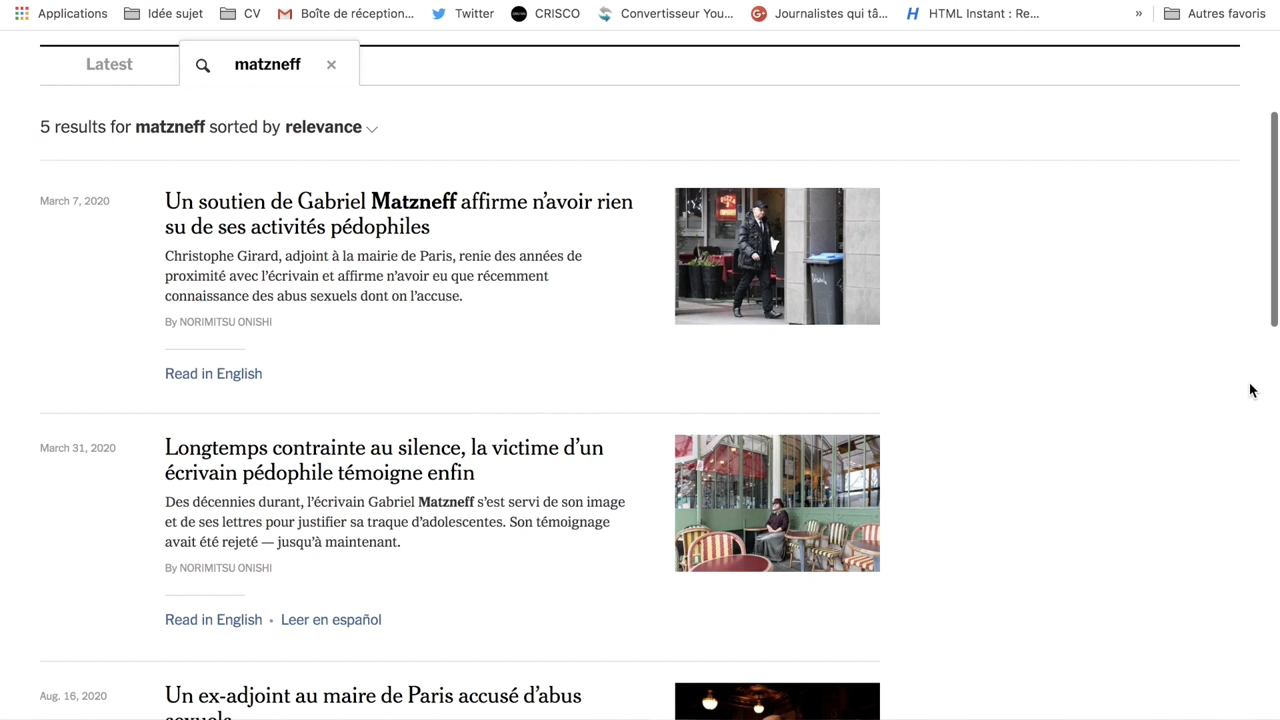 Applications Idée sujet CV Boîte de réception... Twitter CRISCO Convertisseur You... Journalistes qui tâ... HTML Instant : Re... » Autres favoris
Latest matzneff ×
5 results for matzneff sorted by relevance
March 7, 2020
Un soutien de Gabriel Matzneff affirme n'avoir rien
su de ses activités pédophiles
Christophe Girard, adjoint à la mairie de Paris, renie des années de
proximité avec l'écrivain et affirme n'avoir eu que récemment
connaissance des abus sexuels dont on l'accuse.
By NORIMITSU ONISHI
Read in English
March 31, 2020
Longtemps contrainte au silence, la victime d'un
écrivain pédophile témoigne enfin
Des décennies durant, l'écrivain Gabriel Matzneff s'est servi de son image
et de ses lettres pour justifier sa traque d'adolescentes. Son témoignage
avait été rejeté — jusqu'à maintenant.
By NORIMITSU ONISHI
Read in English • Leer en español
Aug. 16, 2020
Un ex-adjoint au maire de Paris accusé d'abus
sexuels